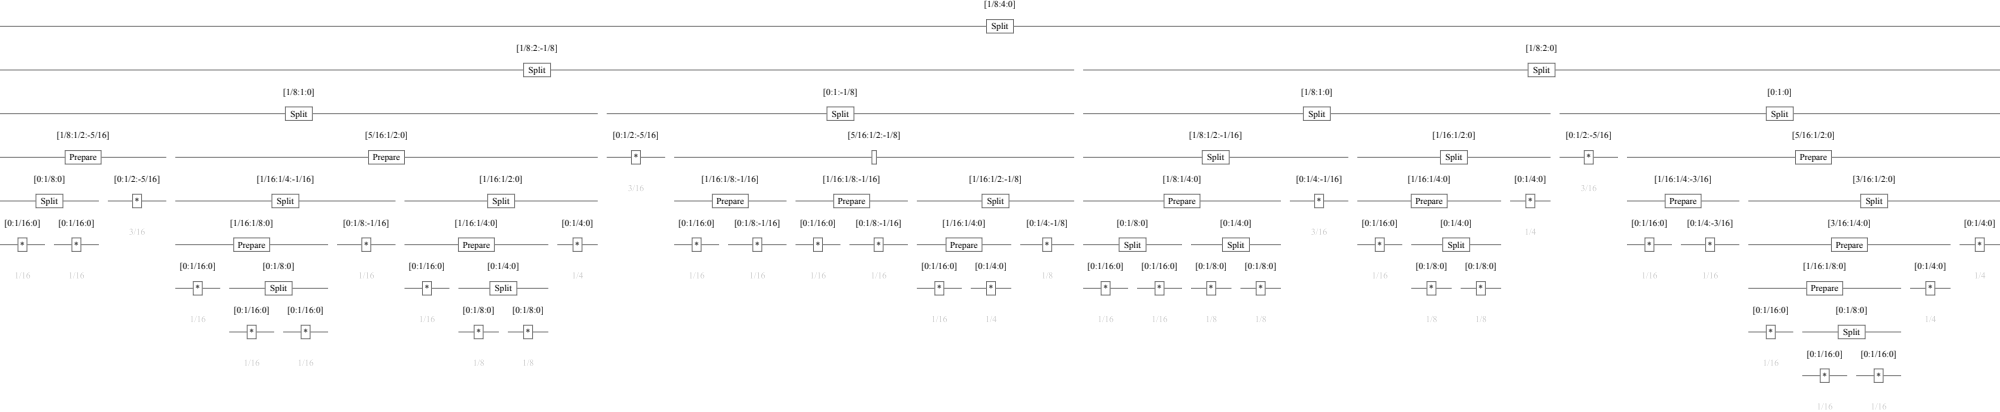 [1/8:4:0]
Split
[1/8:2:-1/8] [1/8:2:0]
Split Split
[1/8:1:0] [0:1:-1/8] [1/8:1:0] [0:1:0]
Split Split Split Split
[1/8:1/2:-5/16] [5/16:1/2:0] [0:1/2:-5/16] [5/16:1/2:-1/8] [1/8:1/2:-1/16] [1/16:1/2:0] [0:1/2:-5/16] [5/16:1/2:0]
Prepare Prepare * Split Split * Prepare
[0:1/8:0] [0:1/2:-5/16] [1/16:1/4:-1/16] [1/16:1/2:0] 3/16 [1/16:1/8:-1/16] [1/16:1/8:-1/16] [1/16:1/2:-1/8] [1/8:1/4:0] [0:1/4:-1/16] [1/16:1/4:0] [0:1/4:0] 3/16 [1/16:1/4:-3/16] [3/16:1/2:0]
Split * Split Split Prepare Prepare Split Prepare * Prepare * Prepare Split
[0:1/16:0] [0:1/16:0] 3/16 [1/16:1/8:0] [0:1/8:-1/16] [1/16:1/4:0] [0:1/4:0] [0:1/16:0] [0:1/8:-1/16] [0:1/16:0] [0:1/8:-1/16] [1/16:1/4:0] [0:1/4:-1/8] [0:1/8:0] [0:1/4:0] 3/16 [0:1/16:0] [0:1/4:0] 1/4 [0:1/16:0] [0:1/4:-3/16] [3/16:1/4:0] [0:1/4:0]
* * Prepare * Prepare * * * * * Prepare * Split Split * Split * * Prepare *
1/16 1/16 [0:1/16:0] [0:1/8:0] 1/16 [0:1/16:0] [0:1/4:0] 1/4 1/16 1/16 1/16 1/16 [0:1/16:0] [0:1/4:0] 1/8 [0:1/16:0] [0:1/16:0] [0:1/8:0] [0:1/8:0] 1/16 [0:1/8:0] [0:1/8:0] 1/16 1/16 [1/16:1/8:0] [0:1/4:0] 1/4
* Split * Split * * * * * * * * Prepare *
1/16 [0:1/16:0] [0:1/16:0] 1/16 [0:1/8:0] [0:1/8:0] 1/16 1/4 1/16 1/16 1/8 1/8 1/8 1/8 [0:1/16:0] [0:1/8:0] 1/4
* * * * * Split
1/16 1/16 1/8 1/8 1/16 [0:1/16:0] [0:1/16:0]
* *
1/16 1/16